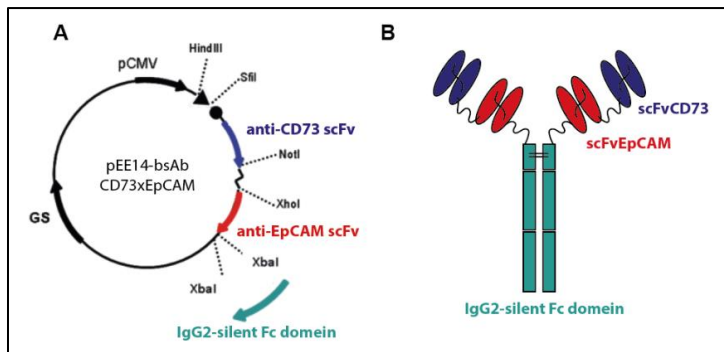 A
pCMV
HindIII
SfiI
anti-CD73 scFv
NotI
pEE14-bsAb
CD73xEpCAM
XhoI
GS
anti-EpCAM scFv
XbaI
XbaI
IgG2-silent Fc domein
B
scFvCD73
scFvEpCAM
IgG2-silent Fc domein